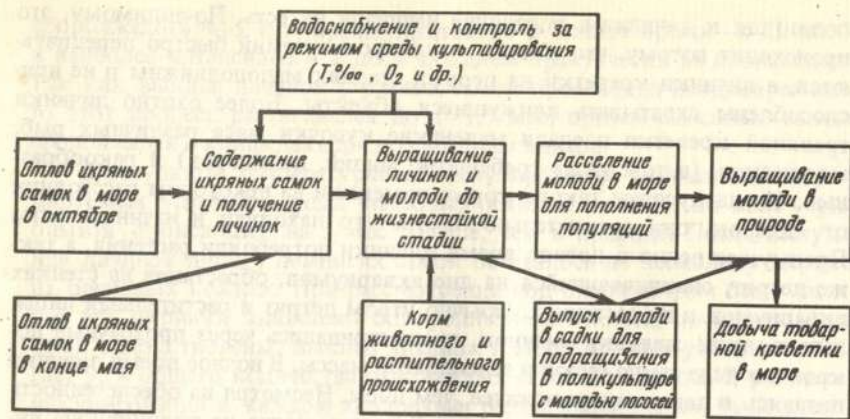 Водоснабжение и контроль за
режимом среды культивирования
(T,‰, O₂ и др.)
Отлов икряных
самок в море
в октябре
Содержание
икряных самок
и получение
личинок
Выращивание
личинок и
молоди до
жизнестойкой
стадии
Расселение
молоди в море
для пополнения
популяций
Выращивание
молоди в
природе
Отлов икряных
самок в море
в конце мая
Корм
животного и
растительного
происхождения
Выпуск молоди
в садки для
подращивания
в поликультуре
с молодью лососей
Добыча товар-
ной креветки
в море